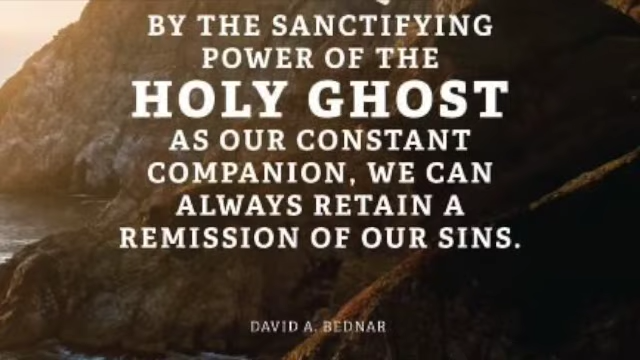 BY THE SANCTIFYING
POWER OF THE
HOLY GHOST
AS OUR CONSTANT
COMPANION, WE CAN
ALWAYS RETAIN A
REMISSION OF OUR SINS.
DAVID A. BEDNAR